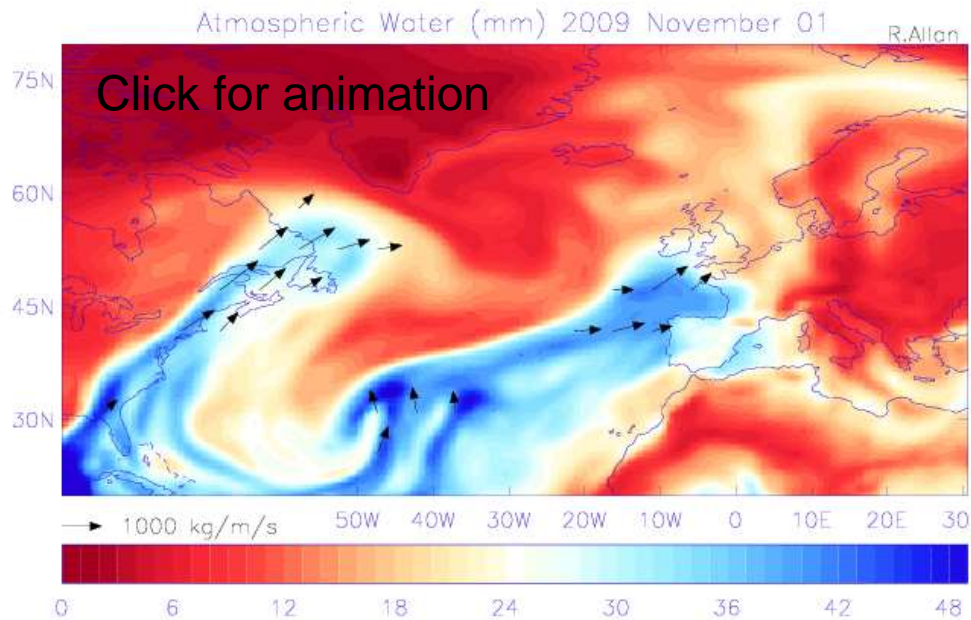 Atmospheric Water (mm) 2009 November 01
R.Allan
Click for animation
75N
60N
45N
30N
1000 kg/m/s
50W 40W 30W 20W 10W 0 10E 20E 30
0 6 12 18 24 30 36 42 48